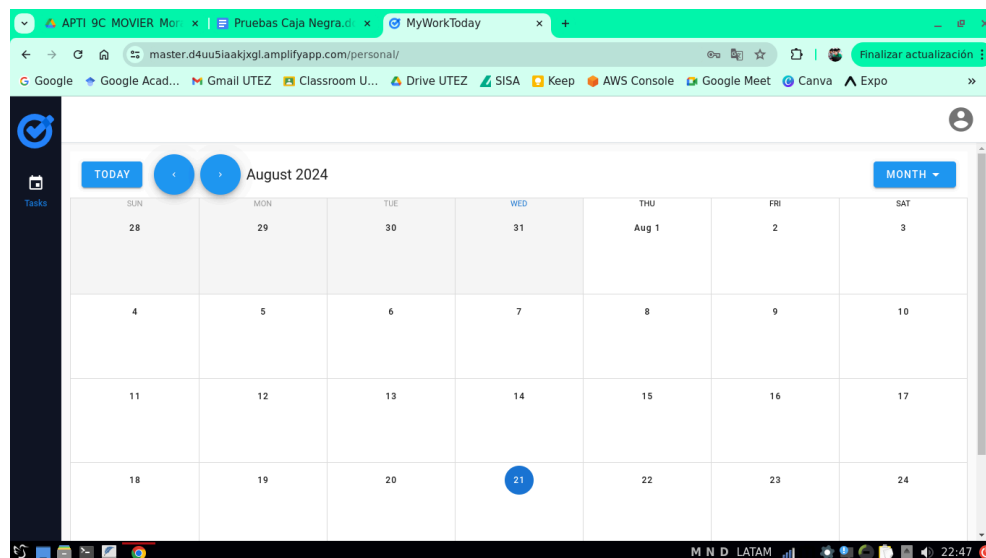 APTI 9C MOVIER Mor
Pruebas Caja Negra.d
MyWorkToday
master.d4uu5iaakjxgl.amplifyapp.com/personal/
Finalizar actualización
Google
Google Acad...
Gmail UTEZ
Classroom U...
Drive UTEZ
SISA
Keep
AWS Console
Google Meet
Canva
Expo
»
TODAY
‹
›
August 2024
MONTH
Tasks
SUN MON TUE WED THU FRI SAT
28 29 30 31 Aug 1 2 3
4 5 6 7 8 9 10
11 12 13 14 15 16 17
18 19 20 21 22 23 24
M N D LATAM 22:47